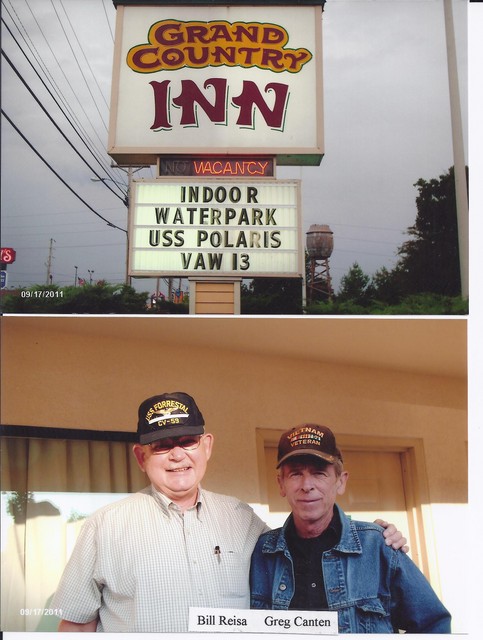 GRAND
COUNTRY
INN
NO VACANCY
INDOOR
WATERPARK
USS POLARIS
VAW 13
'S
09/17/2011
USS FORRESTAL
CV-59
VIETNAM
VETERAN
09/17/2011
Bill Reisa Greg Canten